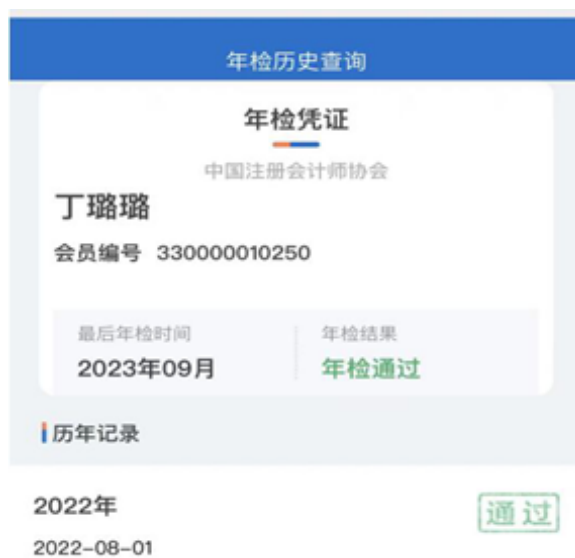 年检历史查询
年检凭证
中国注册会计师协会
丁璐璐
会员编号 330000010250
最后年检时间 年检结果
2023年09月 年检通过
历年记录
2022年 通过
2022-08-01